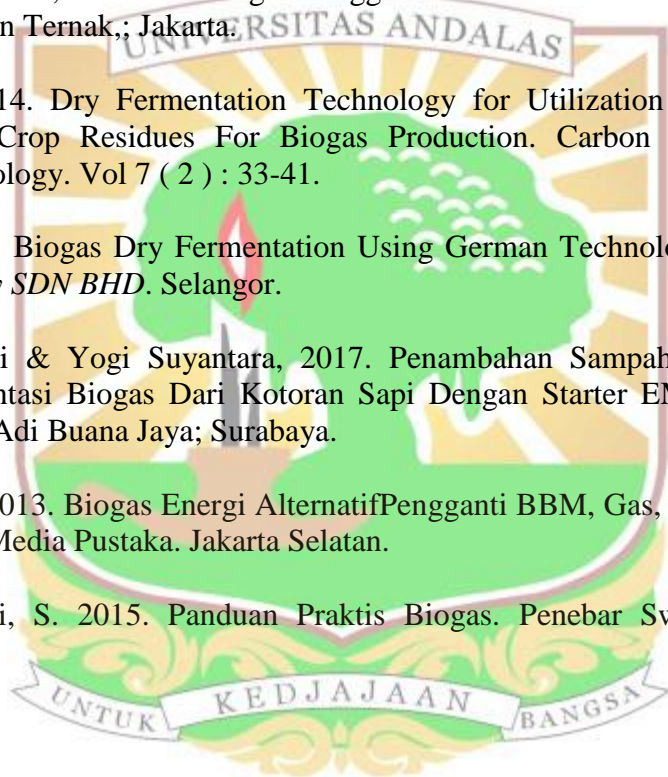 n Ternak,; Jakarta.
UNIVERSITAS ANDALAS
14. Dry Fermentation Technology for Utilization
Crop Residues For Biogas Production. Carbon
ology. Vol 7 ( 2 ) : 33-41.
Biogas Dry Fermentation Using German Technolo
SDN BHD. Selangor.
i & Yogi Suyantara, 2017. Penambahan Sampah
ntasi Biogas Dari Kotoran Sapi Dengan Starter EM
Adi Buana Jaya; Surabaya.
013. Biogas Energi AlternatifPengganti BBM, Gas,
Media Pustaka. Jakarta Selatan.
i, S. 2015. Panduan Praktis Biogas. Penebar Sw
UNTUK KEDJAJAAN BANGSA